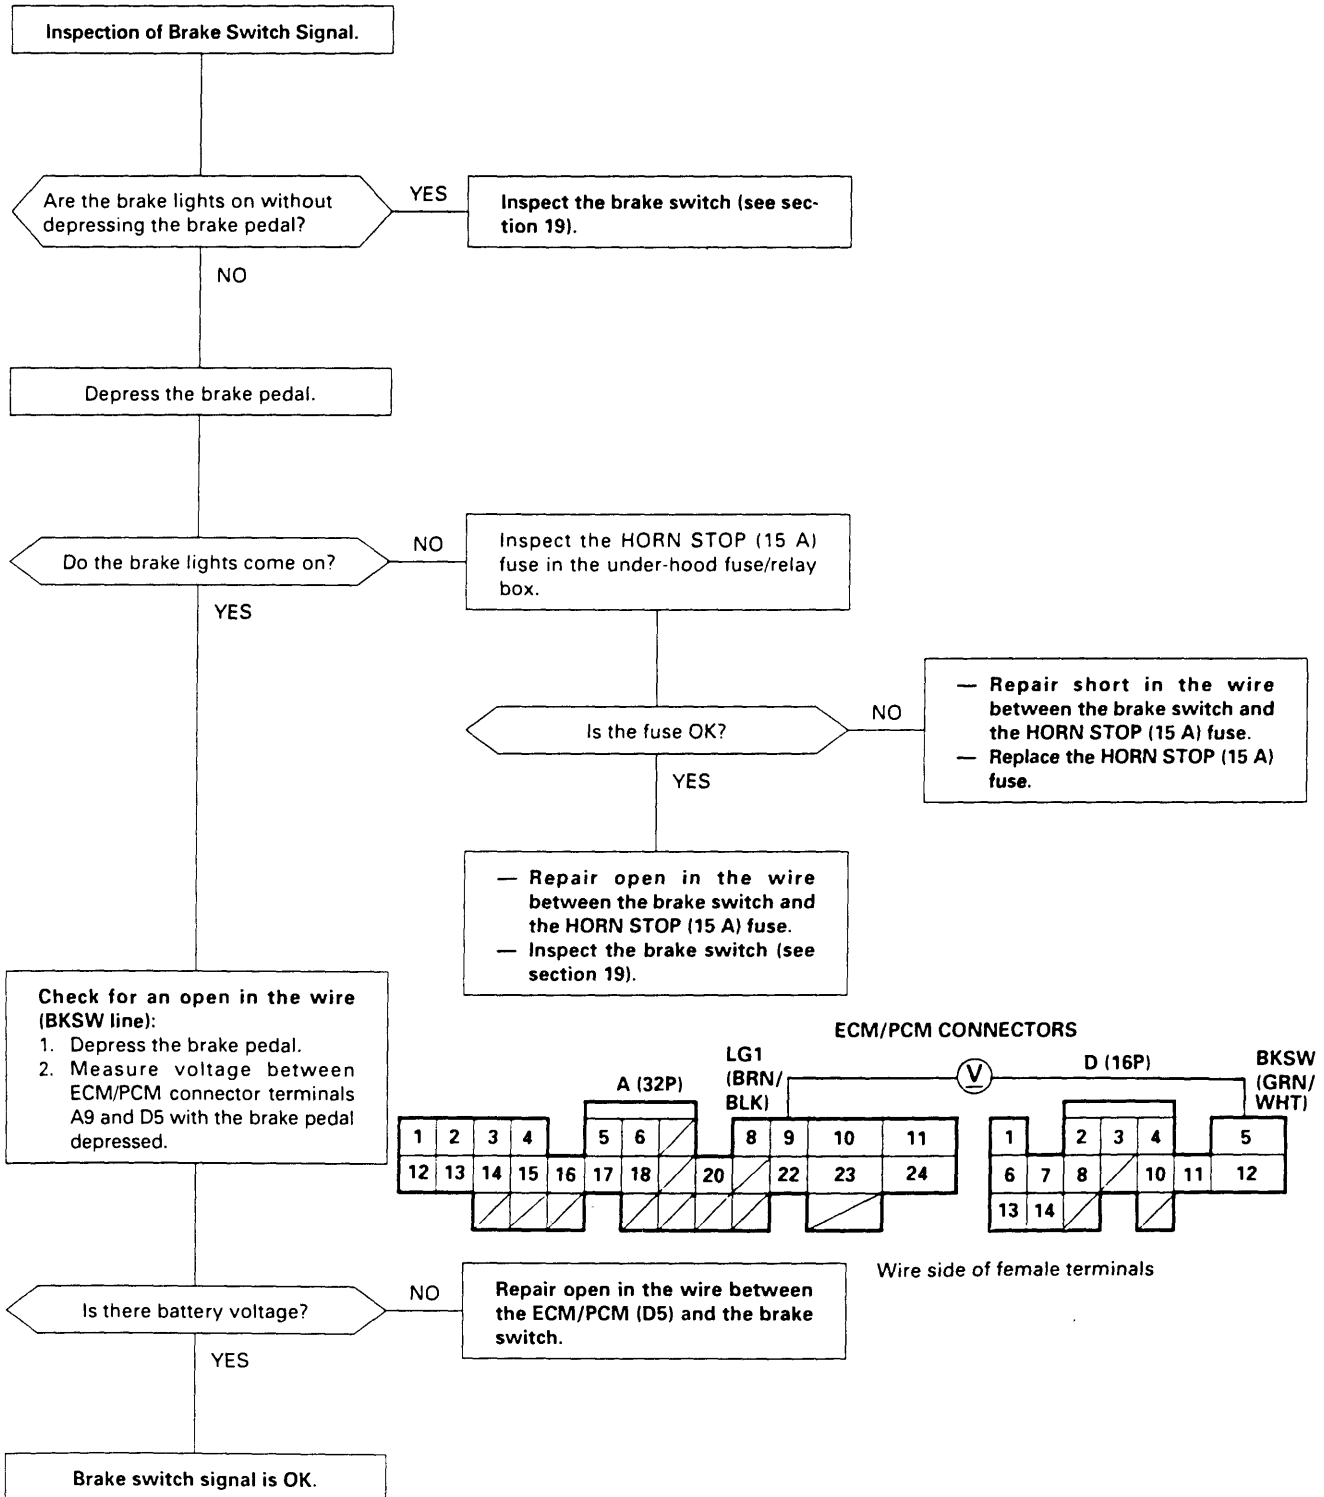 Inspection of Brake Switch Signal.
Are the brake lights on without
depressing the brake pedal?
YES
Inspect the brake switch (see sec-
tion 19).
NO
Depress the brake pedal.
Do the brake lights come on?
NO
Inspect the HORN STOP (15 A)
fuse in the under-hood fuse/relay
box.
YES
Is the fuse OK?
NO
— Repair short in the wire
between the brake switch and
the HORN STOP (15 A) fuse.
— Replace the HORN STOP (15 A)
fuse.
YES
— Repair open in the wire
between the brake switch and
the HORN STOP (15 A) fuse.
— Inspect the brake switch (see
section 19).
Check for an open in the wire
(BKSW line):
1. Depress the brake pedal.
2. Measure voltage between
ECM/PCM connector terminals
A9 and D5 with the brake pedal
depressed.
ECM/PCM CONNECTORS
LG1
(BRN/
BLK)
A (32P)
V
D (16P)
BKSW
(GRN/
WHT)
1 2 3 4 5 6 8 9 10 11
12 13 14 15 16 17 18 20 22 23 24
1 2 3 4 5
6 7 8 10 11 12
13 14
Wire side of female terminals
Is there battery voltage?
NO
Repair open in the wire between
the ECM/PCM (D5) and the brake
switch.
YES
Brake switch signal is OK.